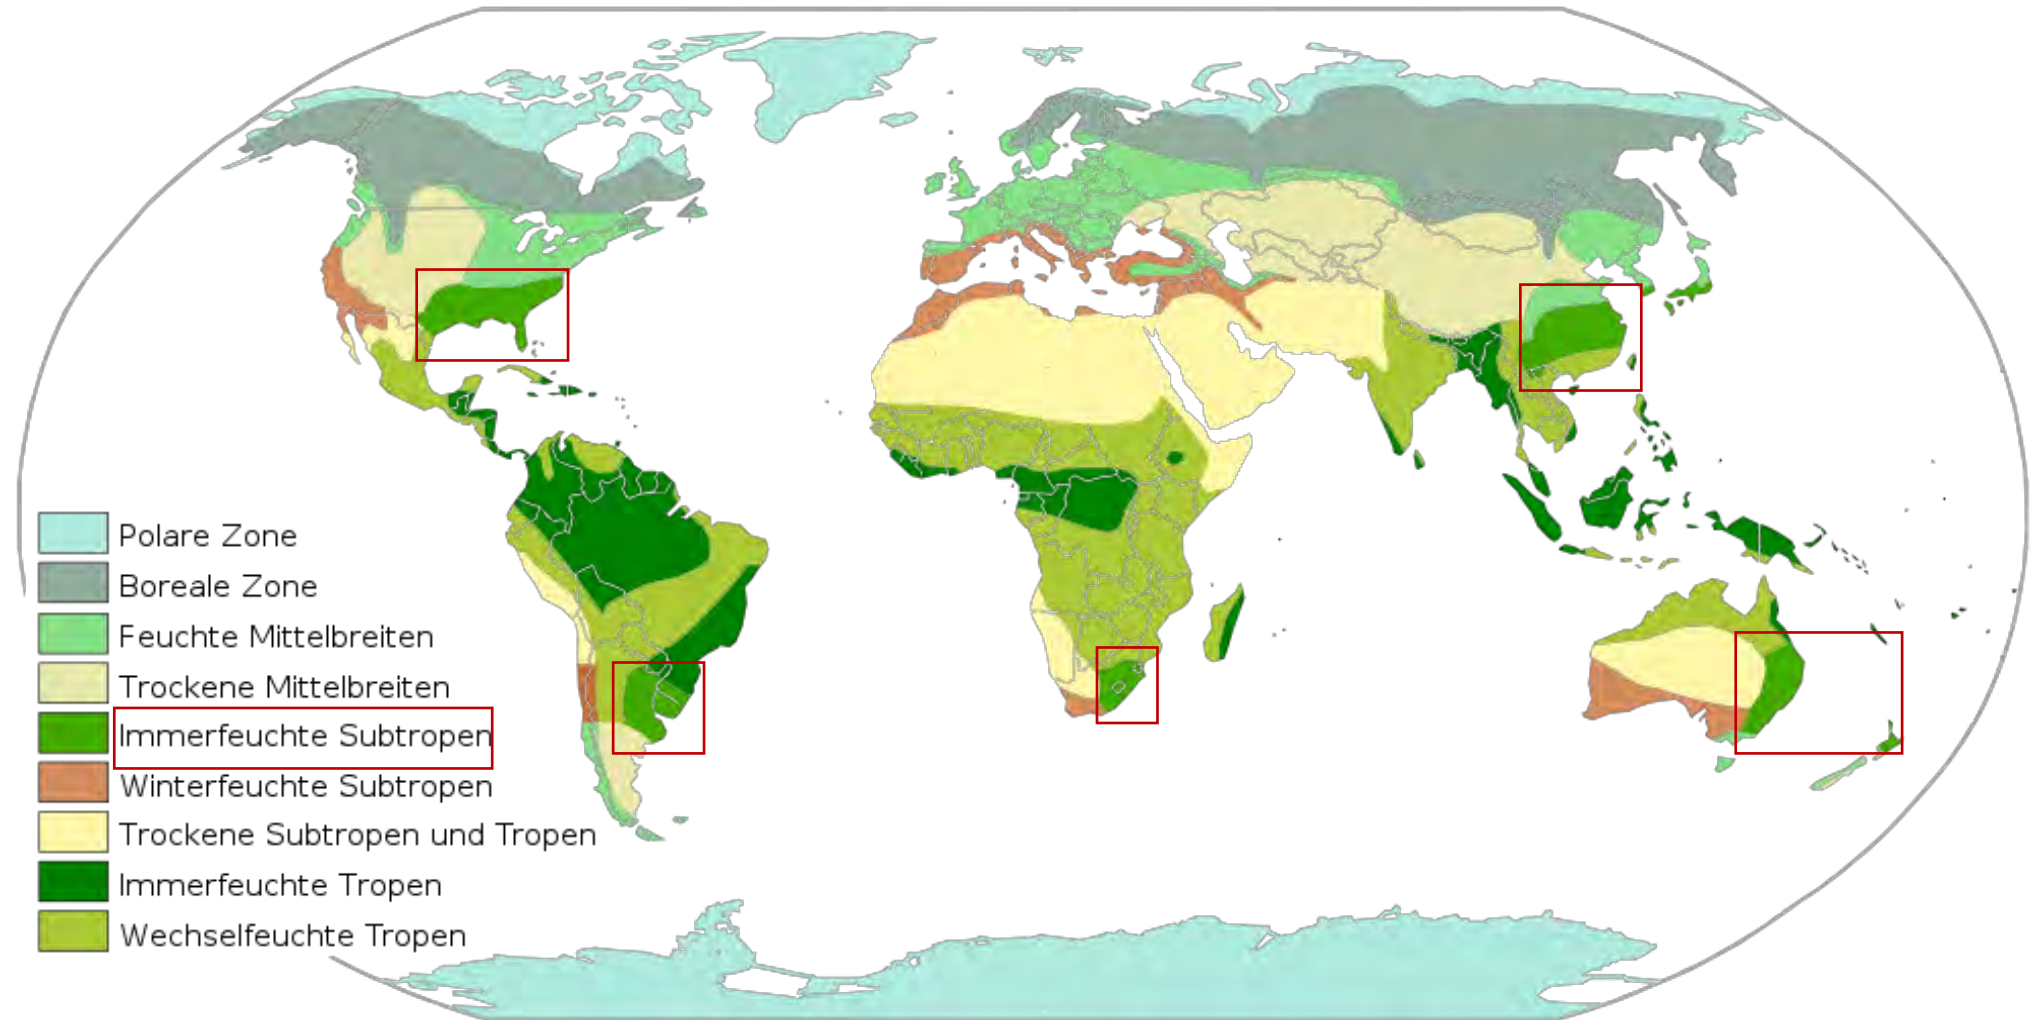 Polare Zone
Boreale Zone
Feuchte Mittelbreiten
Trockene Mittelbreiten
Immerfeuchte Subtropen
Winterfeuchte Subtropen
Trockene Subtropen und Tropen
Immerfeuchte Tropen
Wechselfeuchte Tropen